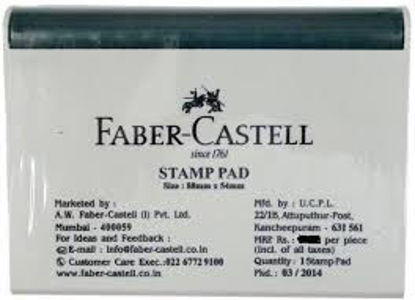 FABER-CASTELL
since 1761
STAMP PAD
Size : 88mm x 54mm
Marketed by :
A.W. Faber-Castell (I) Pvt. Ltd.
Mumbai - 400059
For Ideas and Feedback :
E-mail : info@faber-castell.co.in
Customer Care Exec.:022 6772 9100
www.faber-castell.co.in
Mfd. by : U.C.P.L.
22/1B, Attuputhur-Post,
Kancheepuram - 631 561
MRP Rs. : per piece
(incl. of all taxes)
Quantity : 1 Stamp Pad
Pkd. : 03 / 2014